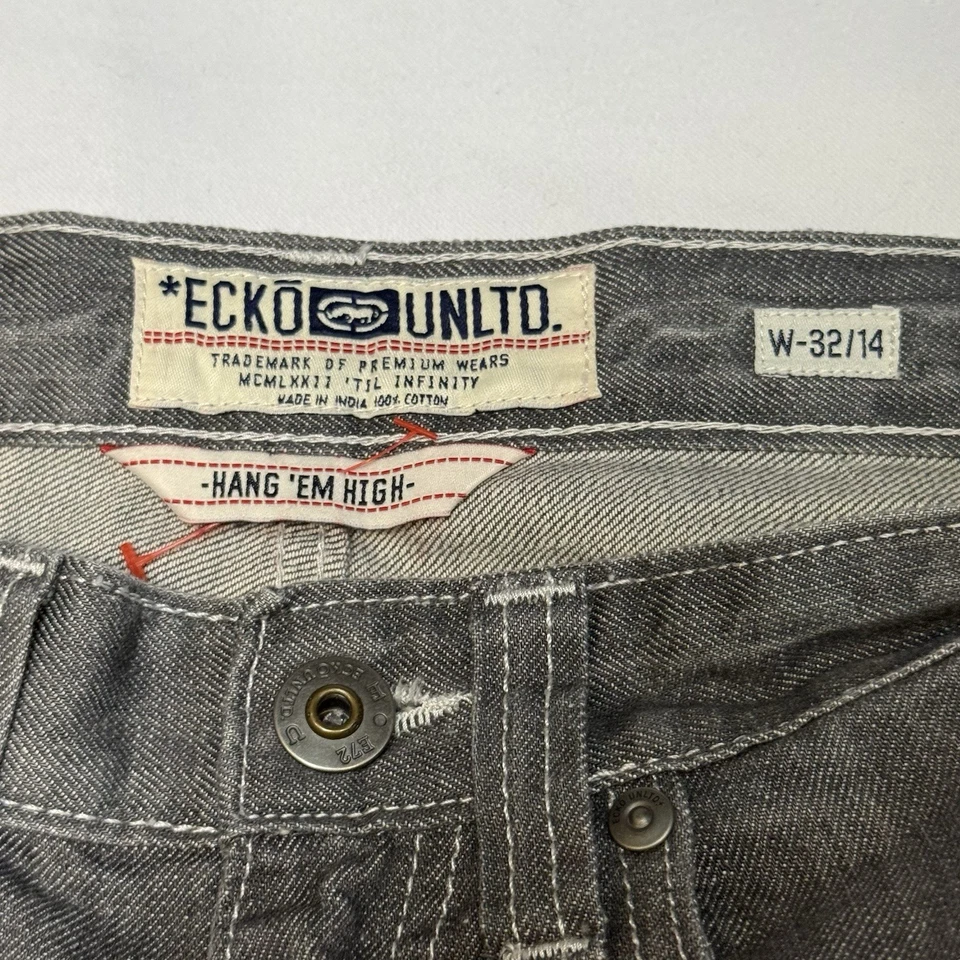 *ECKŌ UNLTD.
TRADEMARK OF PREMIUM WEARS
MCMLXXII 'TIL INFINITY
MADE IN INDIA 100% COTTON
W-32/14
-HANG 'EM HIGH-
E72